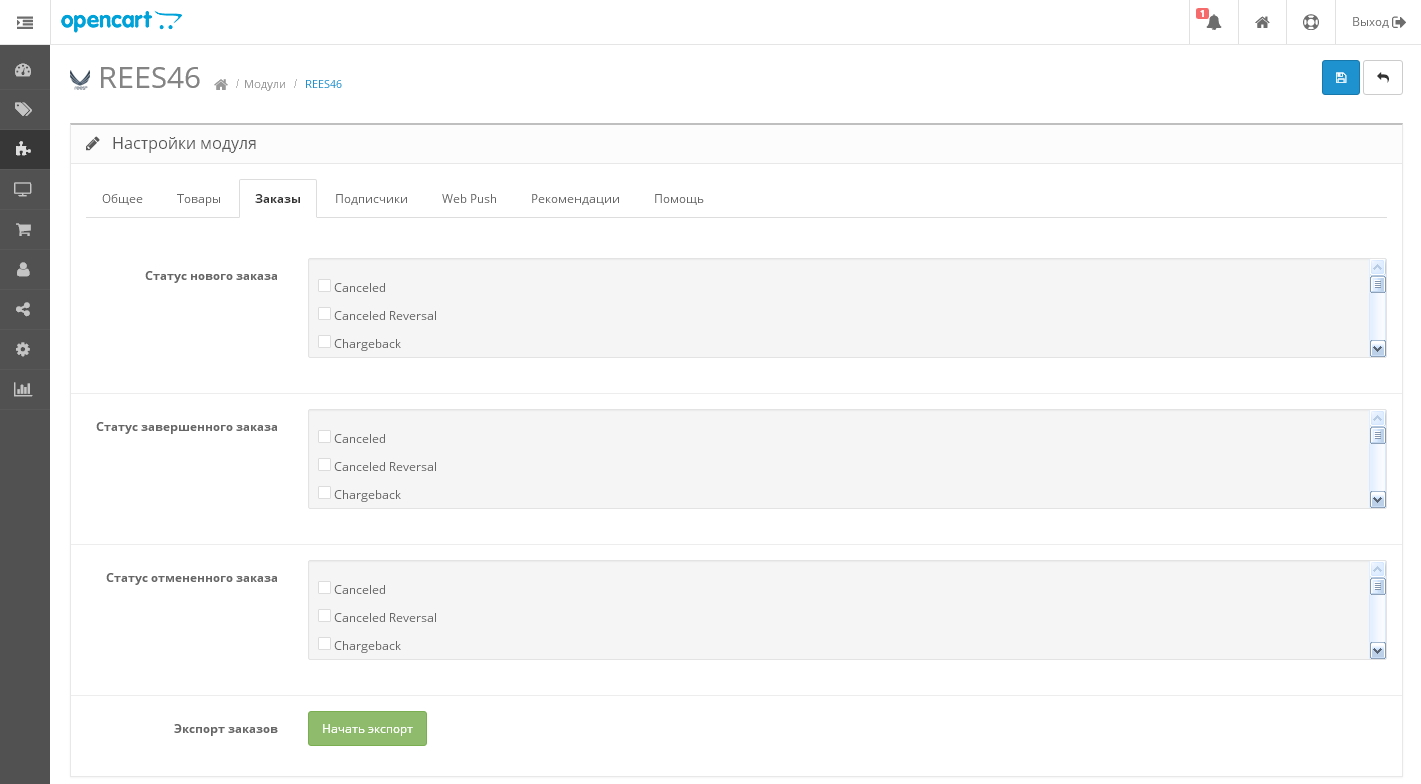 opencart
1
Выход
REES46
/ Модули / REES46
Настройки модуля
Общее Товары Заказы Подписчики Web Push Рекомендации Помощь
Статус нового заказа
Canceled
Canceled Reversal
Chargeback
Статус завершенного заказа
Canceled
Canceled Reversal
Chargeback
Статус отмененного заказа
Canceled
Canceled Reversal
Chargeback
Экспорт заказов
Начать экспорт